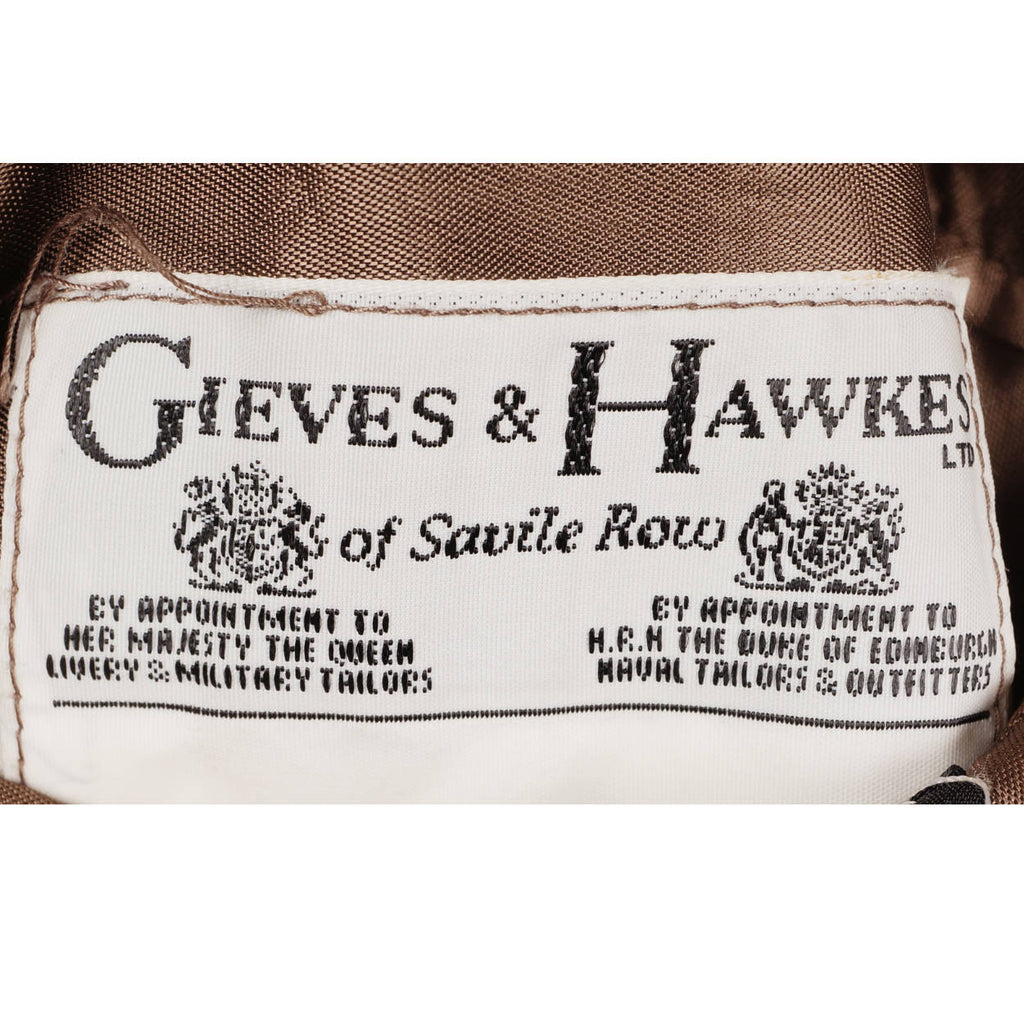 GIEVES & HAWKES
LTD
of Savile Row
BY APPOINTMENT TO
HER MAJESTY THE QUEEN
LIVERY & MILITARY TAILORS
BY APPOINTMENT TO
H.R.H THE DUKE OF EDINBURGH
NAVAL TAILORS & OUTFITTERS